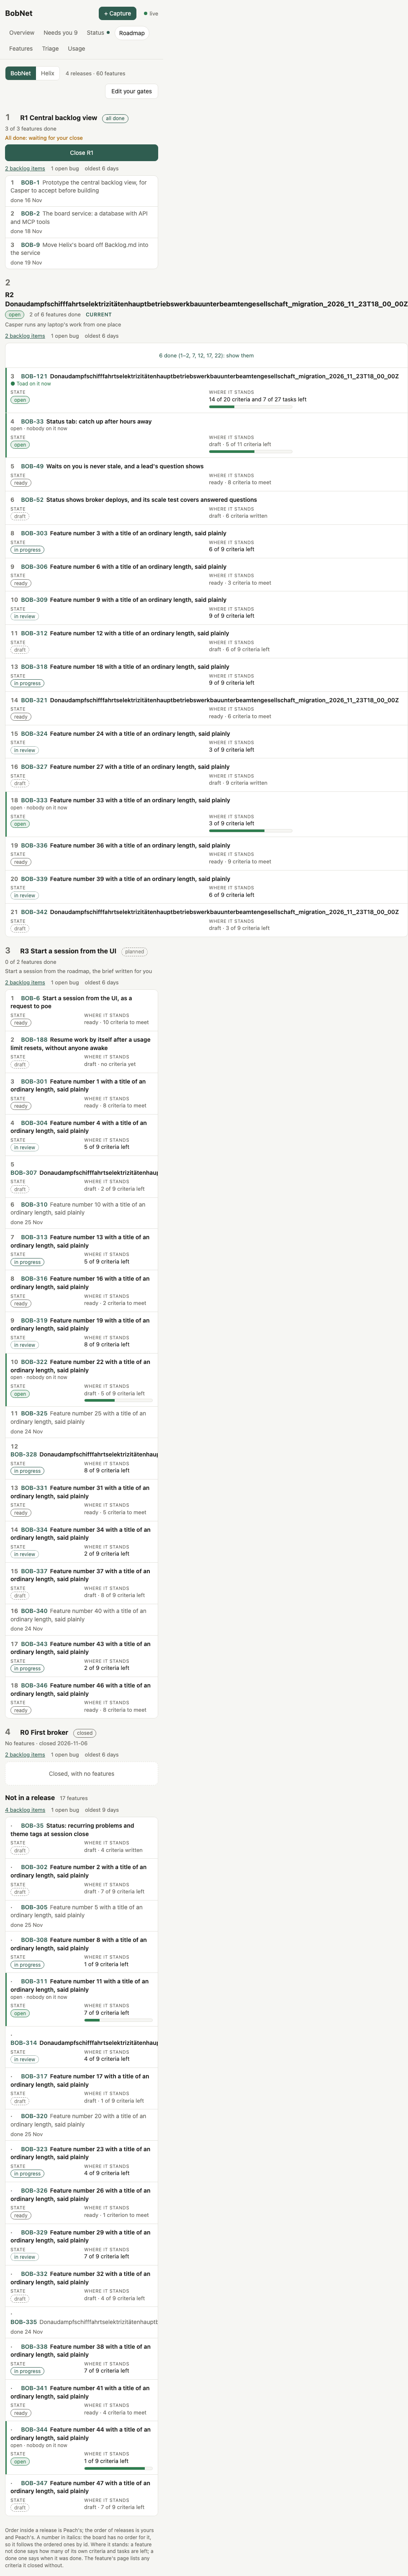 BobNet
+ Capture
live
Overview Needs you 9 Status Roadmap
Features Triage Usage
BobNet Helix 4 releases · 60 features
Edit your gates
1 R1 Central backlog view all done
3 of 3 features done
All done: waiting for your close
Close R1
2 backlog items 1 open bug oldest 6 days
1 BOB-1 Prototype the central backlog view, for
Casper to accept before building
done 16 Nov
2 BOB-2 The board service: a database with API
and MCP tools
done 18 Nov
3 BOB-9 Move Helix's board off Backlog.md into
the service
done 19 Nov
2
R2
Donaudampfschifffahrtselektrizitätenhauptbetriebswerkbauunterbeamtengesellschaft_migration_2026_11_23T18_00_00Z
open 2 of 6 features done CURRENT
Casper runs any laptop's work from one place
2 backlog items 1 open bug oldest 6 days
6 done (1–2, 7, 12, 17, 22): show them
3 BOB-121 Donaudampfschifffahrtselektrizitätenhauptbetriebswerkbauunterbeamtengesellschaft_migration_2026_11_23T18_00_00Z
Toad on it now
STATE WHERE IT STANDS
open 14 of 20 criteria and 7 of 27 tasks left
4 BOB-33 Status tab: catch up after hours away
open · nobody on it now
STATE WHERE IT STANDS
open draft · 5 of 11 criteria left
5 BOB-49 Waits on you is never stale, and a lead's question shows
STATE WHERE IT STANDS
ready ready · 8 criteria to meet
6 BOB-52 Status shows broker deploys, and its scale test covers answered questions
STATE WHERE IT STANDS
draft draft · 6 criteria written
8 BOB-303 Feature number 3 with a title of an ordinary length, said plainly
STATE WHERE IT STANDS
in progress 6 of 9 criteria left
9 BOB-306 Feature number 6 with a title of an ordinary length, said plainly
STATE WHERE IT STANDS
ready ready · 3 criteria to meet
10 BOB-309 Feature number 9 with a title of an ordinary length, said plainly
STATE WHERE IT STANDS
in review 9 of 9 criteria left
11 BOB-312 Feature number 12 with a title of an ordinary length, said plainly
STATE WHERE IT STANDS
draft draft · 6 of 9 criteria left
13 BOB-318 Feature number 18 with a title of an ordinary length, said plainly
STATE WHERE IT STANDS
in progress 9 of 9 criteria left
14 BOB-321 Donaudampfschifffahrtselektrizitätenhauptbetriebswerkbauunterbeamtengesellschaft_migration_2026_11_23T18_00_00Z
STATE WHERE IT STANDS
ready ready · 6 criteria to meet
15 BOB-324 Feature number 24 with a title of an ordinary length, said plainly
STATE WHERE IT STANDS
in review 3 of 9 criteria left
16 BOB-327 Feature number 27 with a title of an ordinary length, said plainly
STATE WHERE IT STANDS
draft draft · 9 criteria written
18 BOB-333 Feature number 33 with a title of an ordinary length, said plainly
open · nobody on it now
STATE WHERE IT STANDS
open 3 of 9 criteria left
19 BOB-336 Feature number 36 with a title of an ordinary length, said plainly
STATE WHERE IT STANDS
ready ready · 9 criteria to meet
20 BOB-339 Feature number 39 with a title of an ordinary length, said plainly
STATE WHERE IT STANDS
in review 6 of 9 criteria left
21 BOB-342 Donaudampfschifffahrtselektrizitätenhauptbetriebswerkbauunterbeamtengesellschaft_migration_2026_11_23T18_00_00Z
STATE WHERE IT STANDS
draft draft · 3 of 9 criteria left
3 R3 Start a session from the UI planned
0 of 2 features done
Start a session from the roadmap, the brief written for you
2 backlog items 1 open bug oldest 6 days
1 BOB-6 Start a session from the UI, as a
request to poe
STATE WHERE IT STANDS
ready ready · 10 criteria to meet
2 BOB-188 Resume work by itself after a usage
limit resets, without anyone awake
STATE WHERE IT STANDS
draft draft · no criteria yet
3 BOB-301 Feature number 1 with a title of an
ordinary length, said plainly
STATE WHERE IT STANDS
ready ready · 8 criteria to meet
4 BOB-304 Feature number 4 with a title of an
ordinary length, said plainly
STATE WHERE IT STANDS
in review 5 of 9 criteria left
5
BOB-307 Donaudampfschifffahrtselektrizitätenhaup
STATE WHERE IT STANDS
draft draft · 2 of 9 criteria left
6 BOB-310 Feature number 10 with a title of an
ordinary length, said plainly
done 25 Nov
7 BOB-313 Feature number 13 with a title of an
ordinary length, said plainly
STATE WHERE IT STANDS
in progress 5 of 9 criteria left
8 BOB-316 Feature number 16 with a title of an
ordinary length, said plainly
STATE WHERE IT STANDS
ready ready · 2 criteria to meet
9 BOB-319 Feature number 19 with a title of an
ordinary length, said plainly
STATE WHERE IT STANDS
in review 8 of 9 criteria left
10 BOB-322 Feature number 22 with a title of an
ordinary length, said plainly
open · nobody on it now
STATE WHERE IT STANDS
open draft · 5 of 9 criteria left
11 BOB-325 Feature number 25 with a title of an
ordinary length, said plainly
done 24 Nov
12
BOB-328 Donaudampfschifffahrtselektrizitätenhaup
STATE WHERE IT STANDS
in progress 8 of 9 criteria left
13 BOB-331 Feature number 31 with a title of an
ordinary length, said plainly
STATE WHERE IT STANDS
ready ready · 5 criteria to meet
14 BOB-334 Feature number 34 with a title of an
ordinary length, said plainly
STATE WHERE IT STANDS
in review 2 of 9 criteria left
15 BOB-337 Feature number 37 with a title of an
ordinary length, said plainly
STATE WHERE IT STANDS
draft draft · 8 of 9 criteria left
16 BOB-340 Feature number 40 with a title of an
ordinary length, said plainly
done 24 Nov
17 BOB-343 Feature number 43 with a title of an
ordinary length, said plainly
STATE WHERE IT STANDS
in progress 2 of 9 criteria left
18 BOB-346 Feature number 46 with a title of an
ordinary length, said plainly
STATE WHERE IT STANDS
ready ready · 8 criteria to meet
4 R0 First broker closed
No features · closed 2026-11-06
2 backlog items 1 open bug oldest 6 days
Closed, with no features
Not in a release 17 features
4 backlog items 1 open bug oldest 9 days
· BOB-35 Status: recurring problems and
theme tags at session close
STATE WHERE IT STANDS
draft draft · 4 criteria written
· BOB-302 Feature number 2 with a title of an
ordinary length, said plainly
STATE WHERE IT STANDS
draft draft · 7 of 9 criteria left
· BOB-305 Feature number 5 with a title of an
ordinary length, said plainly
done 25 Nov
· BOB-308 Feature number 8 with a title of an
ordinary length, said plainly
STATE WHERE IT STANDS
in progress 1 of 9 criteria left
· BOB-311 Feature number 11 with a title of an
ordinary length, said plainly
open · nobody on it now
STATE WHERE IT STANDS
open 7 of 9 criteria left
·
BOB-314 Donaudampfschifffahrtselektrizitätenhaup
STATE WHERE IT STANDS
in review 4 of 9 criteria left
· BOB-317 Feature number 17 with a title of an
ordinary length, said plainly
STATE WHERE IT STANDS
draft draft · 1 of 9 criteria left
· BOB-320 Feature number 20 with a title of an
ordinary length, said plainly
done 25 Nov
· BOB-323 Feature number 23 with a title of an
ordinary length, said plainly
STATE WHERE IT STANDS
in progress 4 of 9 criteria left
· BOB-326 Feature number 26 with a title of an
ordinary length, said plainly
STATE WHERE IT STANDS
ready ready · 1 criterion to meet
· BOB-329 Feature number 29 with a title of an
ordinary length, said plainly
STATE WHERE IT STANDS
in review 7 of 9 criteria left
· BOB-332 Feature number 32 with a title of an
ordinary length, said plainly
STATE WHERE IT STANDS
draft draft · 4 of 9 criteria left
·
BOB-335 Donaudampfschifffahrtselektrizitätenhauptb
done 24 Nov
· BOB-338 Feature number 38 with a title of an
ordinary length, said plainly
STATE WHERE IT STANDS
in progress 7 of 9 criteria left
· BOB-341 Feature number 41 with a title of an
ordinary length, said plainly
STATE WHERE IT STANDS
ready ready · 4 criteria to meet
· BOB-344 Feature number 44 with a title of an
ordinary length, said plainly
open · nobody on it now
STATE WHERE IT STANDS
open 1 of 9 criteria left
· BOB-347 Feature number 47 with a title of an
ordinary length, said plainly
STATE WHERE IT STANDS
draft draft · 7 of 9 criteria left
Order inside a release is Peach's; the order of releases is yours
and Peach's. A number in italics: the board has no order for it,
so it follows the ordered ones by id. Where it stands: a feature
not done says how many of its own criteria and tasks are left; a
done one says when it was done. The feature's page lists any
criteria it closed without.